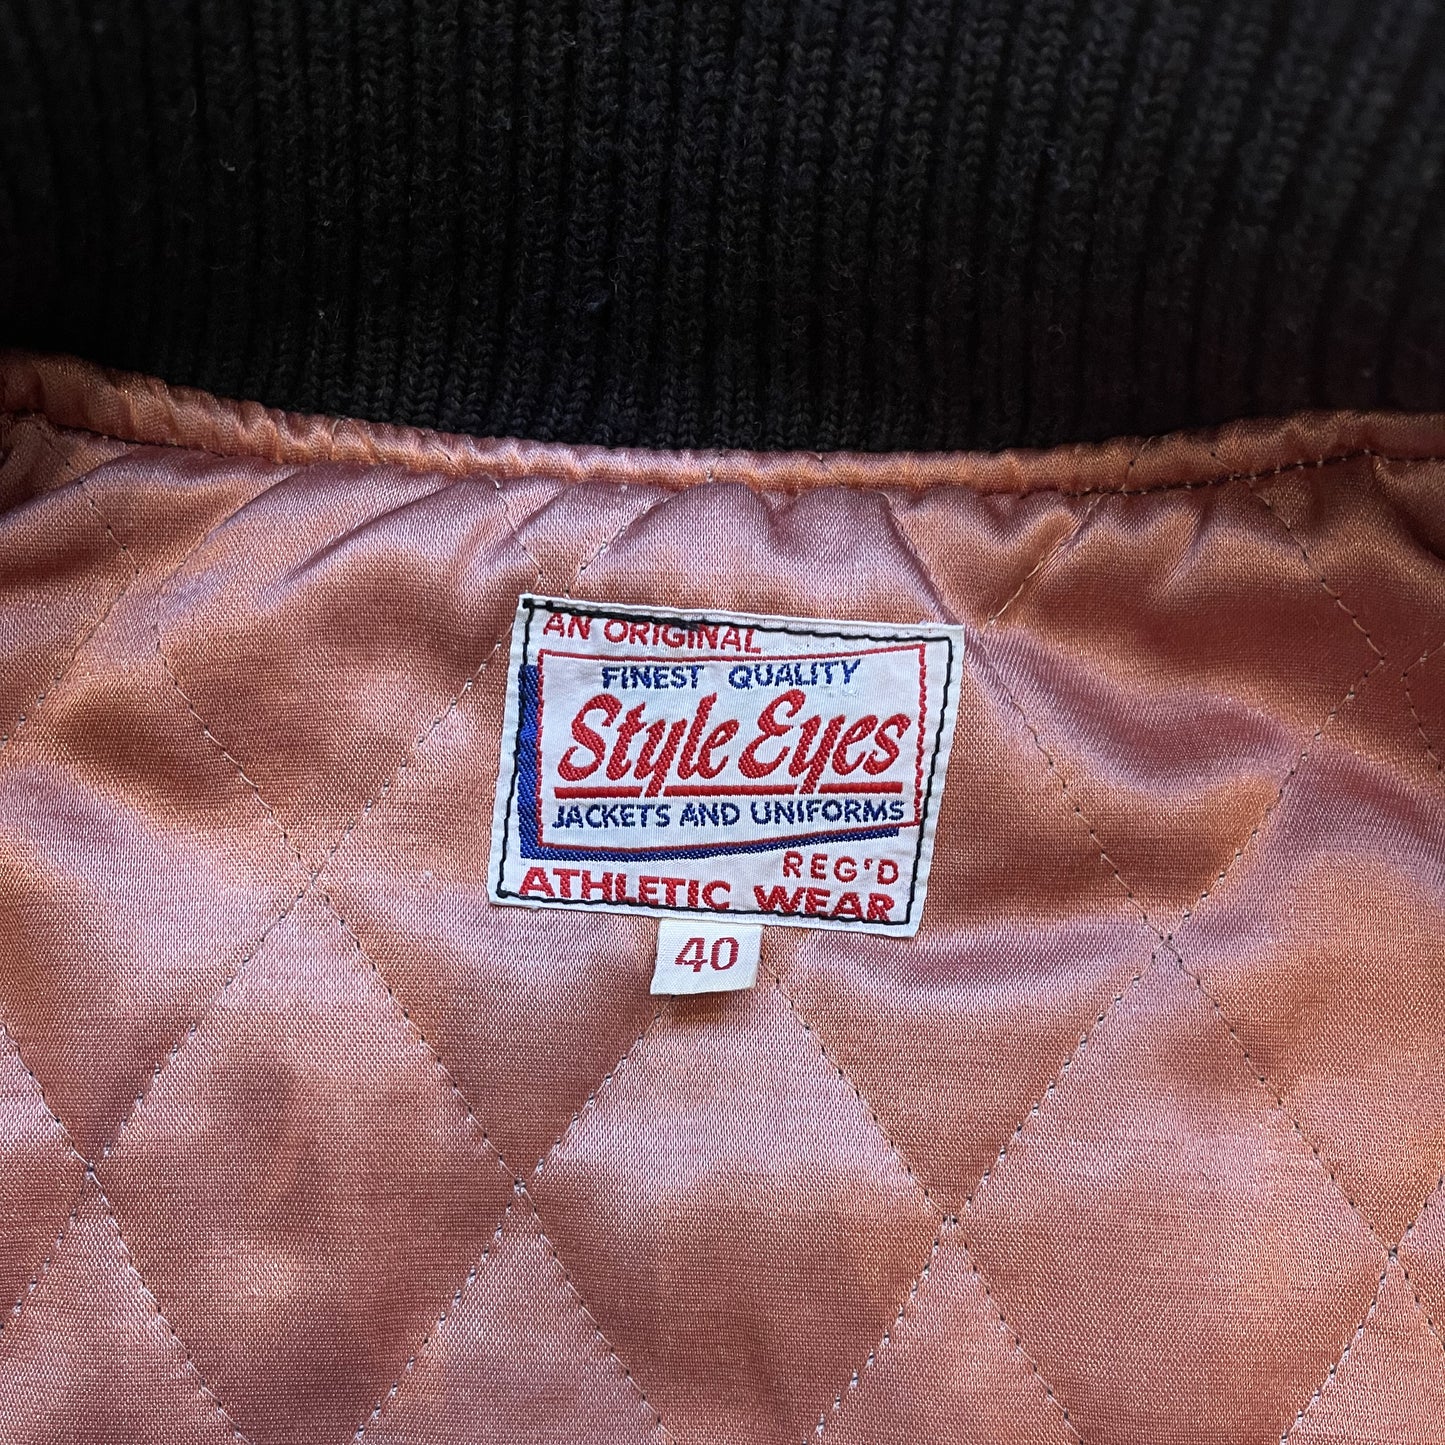 AN ORIGINAL
FINEST QUALITY
Style Eyes
JACKETS AND UNIFORMS
REG'D
ATHLETIC WEAR
40